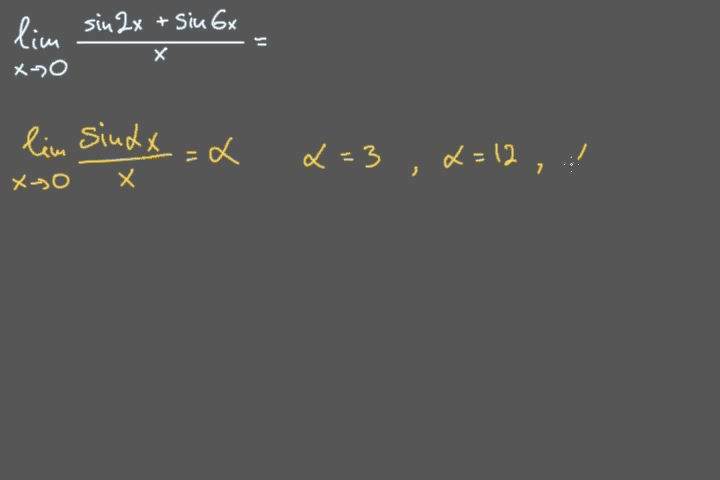 lim x→0 (sin2x + sin6x)/x =
lim x→0 (sinαx)/x = α α = 3 , α = 12 ,